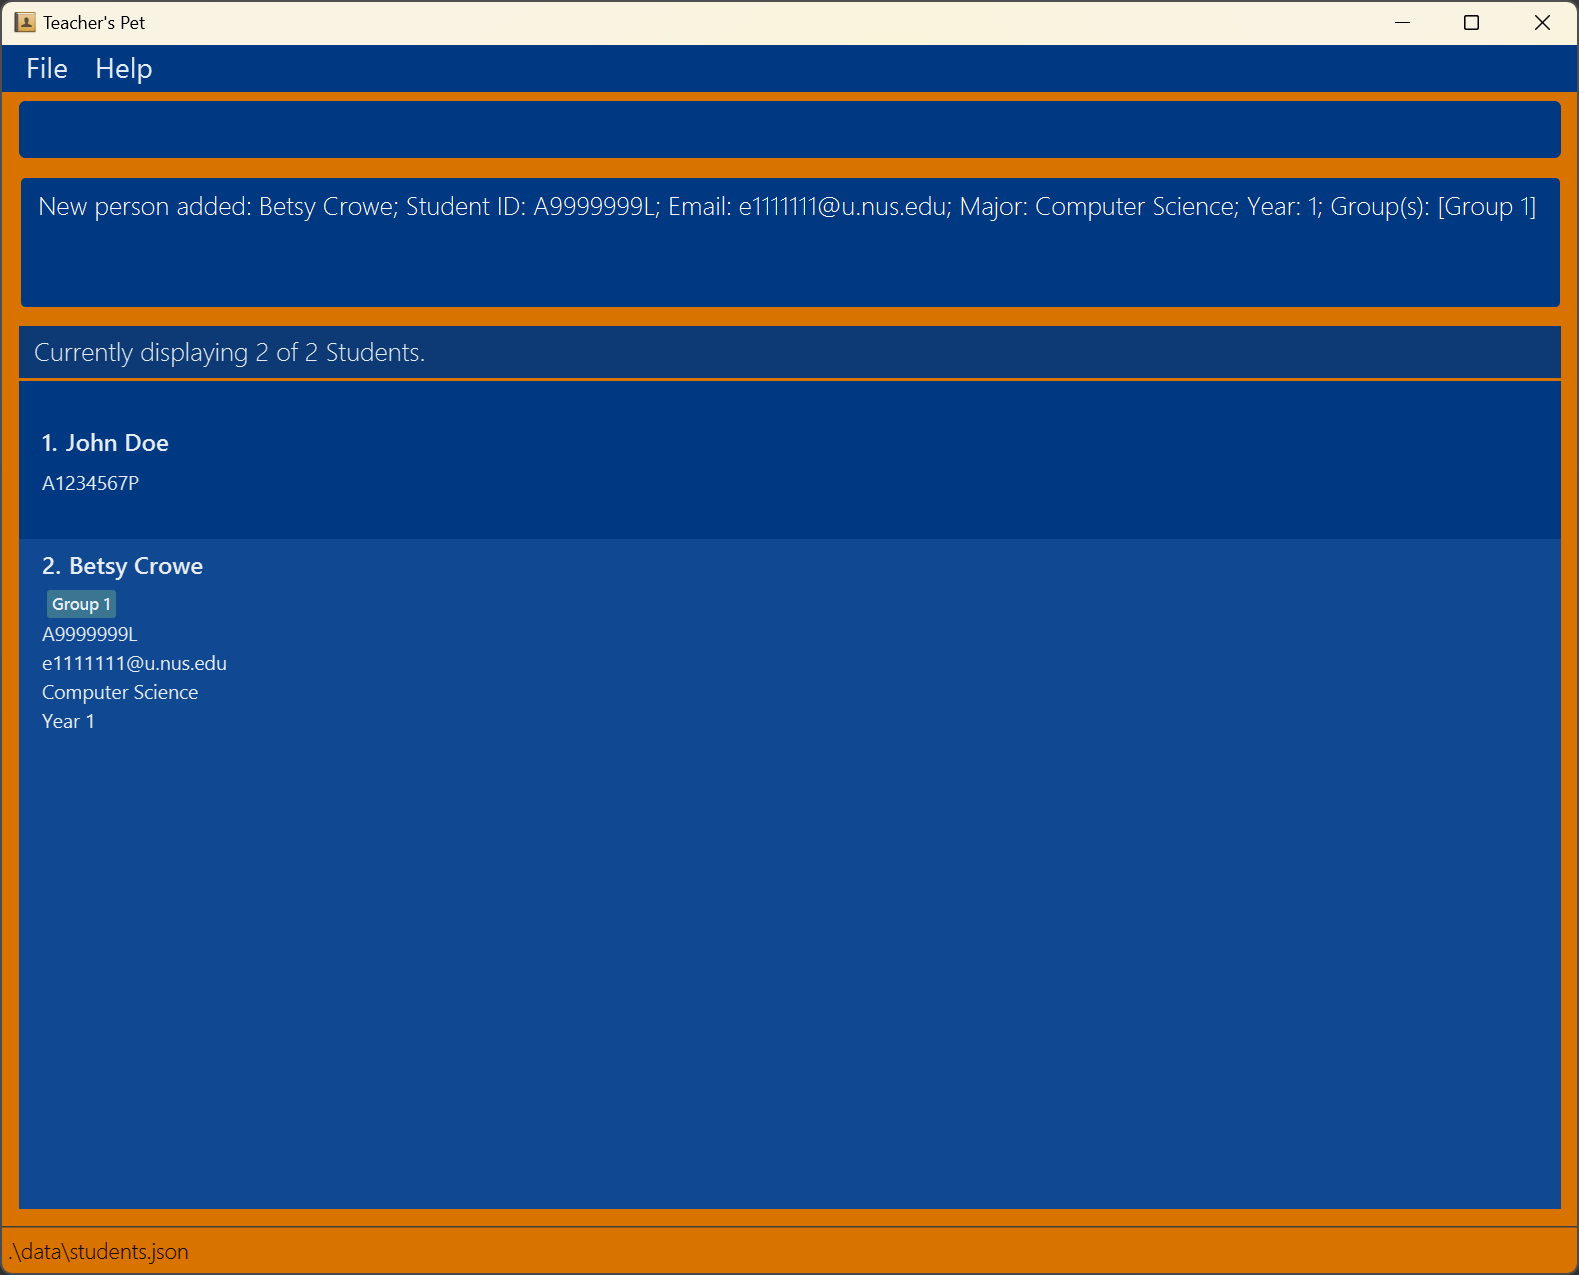 Teacher's Pet
File Help
New person added: Betsy Crowe; Student ID: A9999999L; Email: e1111111@u.nus.edu; Major: Computer Science; Year: 1; Group(s): [Group 1]
Currently displaying 2 of 2 Students.
1. John Doe
A1234567P
2. Betsy Crowe
Group 1
A9999999L
e1111111@u.nus.edu
Computer Science
Year 1
.\data\students.json